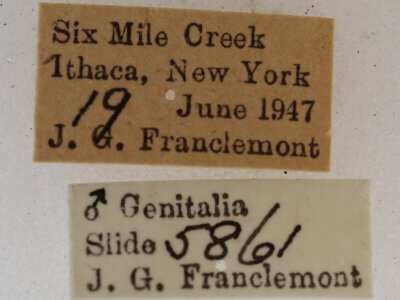 Six Mile Creek
Ithaca, New York
19 June 1947
J. G. Franclemont
♂ Genitalia
Slide 5861
J. G. Franclemont